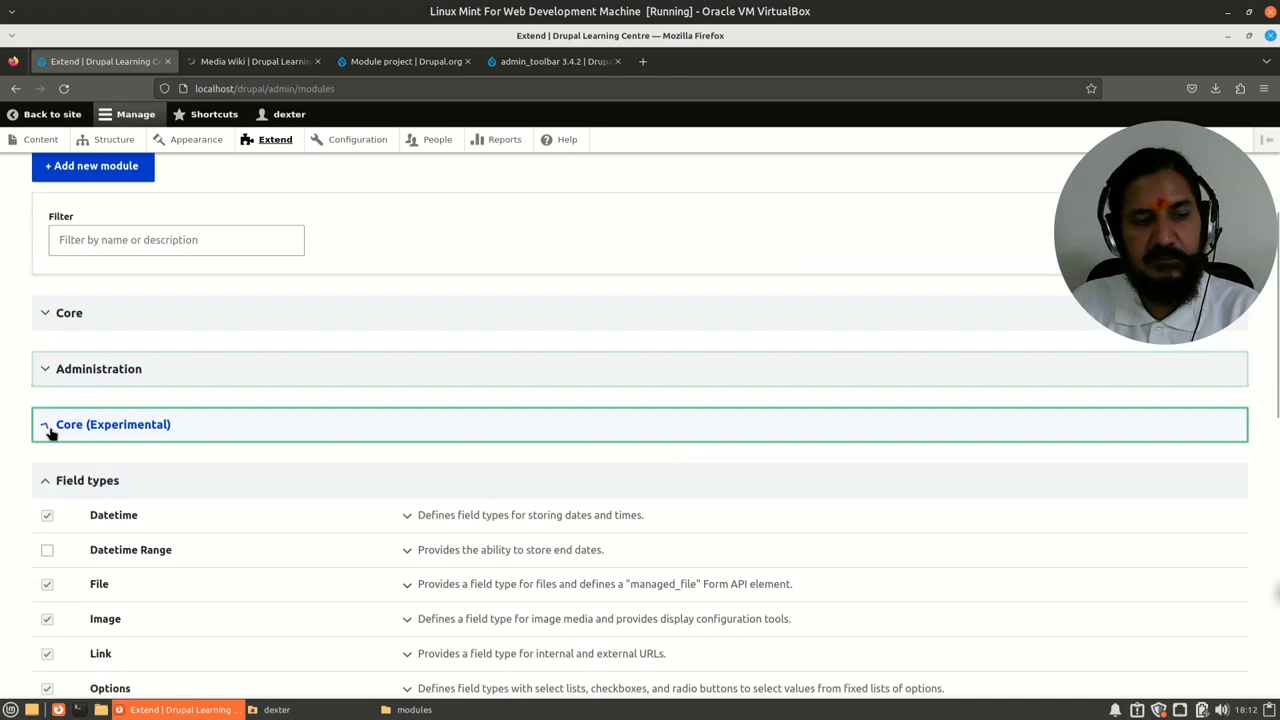 Linux Mint For Web Development Machine [Running] - Oracle VM VirtualBox
Extend | Drupal Learning Centre — Mozilla Firefox
Extend | Drupal Learning C
Media Wiki | Drupal Learnin
Module project | Drupal.org
admin_toolbar 3.4.2 | Drupa
localhost/drupal/admin/modules
Back to site
Manage
Shortcuts
dexter
Content
Structure
Appearance
Extend
Configuration
People
Reports
Help
+ Add new module
Filter
Filter by name or description
Core
Administration
Core (Experimental)
Field types
Datetime
Defines field types for storing dates and times.
Datetime Range
Provides the ability to store end dates.
File
Provides a field type for files and defines a "managed_file" Form API element.
Image
Defines a field type for image media and provides display configuration tools.
Link
Provides a field type for internal and external URLs.
Options
Defines field types with select lists, checkboxes, and radio buttons to select values from fixed lists of options.
Extend | Drupal Learning ...
dexter
modules
18:12